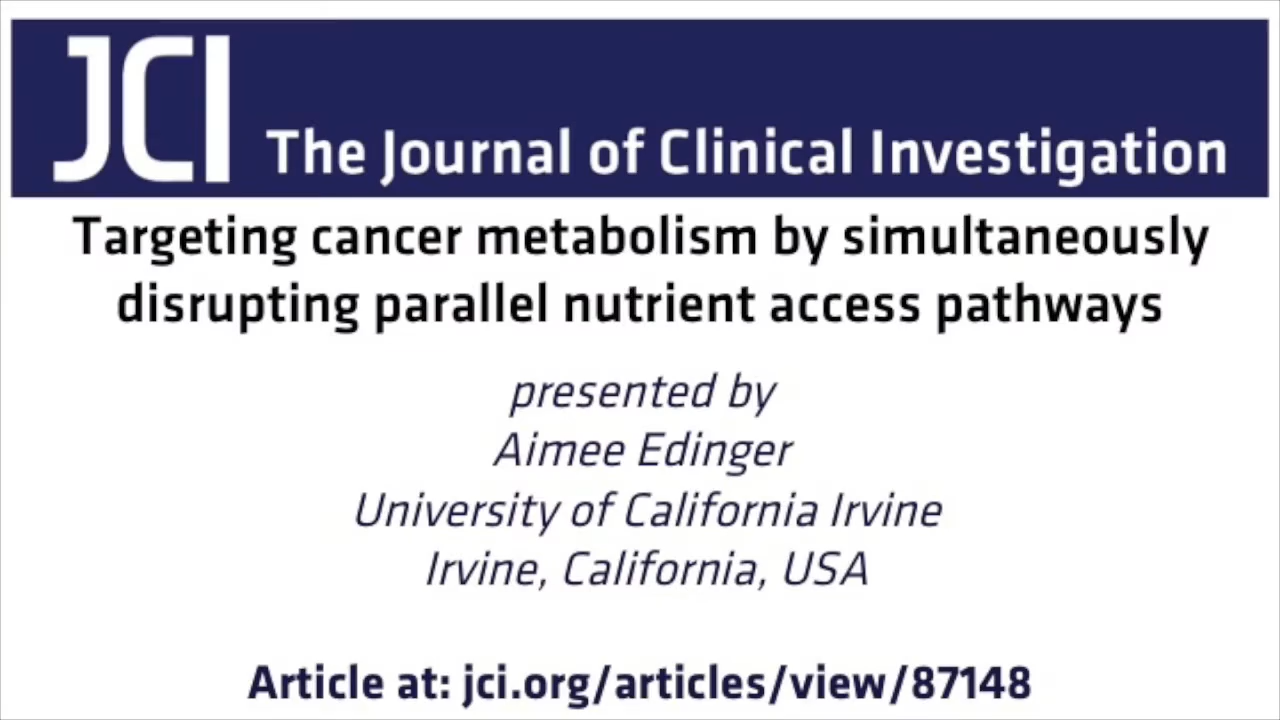 JCI The Journal of Clinical Investigation
Targeting cancer metabolism by simultaneously
disrupting parallel nutrient access pathways
presented by
Aimee Edinger
University of California Irvine
Irvine, California, USA
Article at: jci.org/articles/view/87148